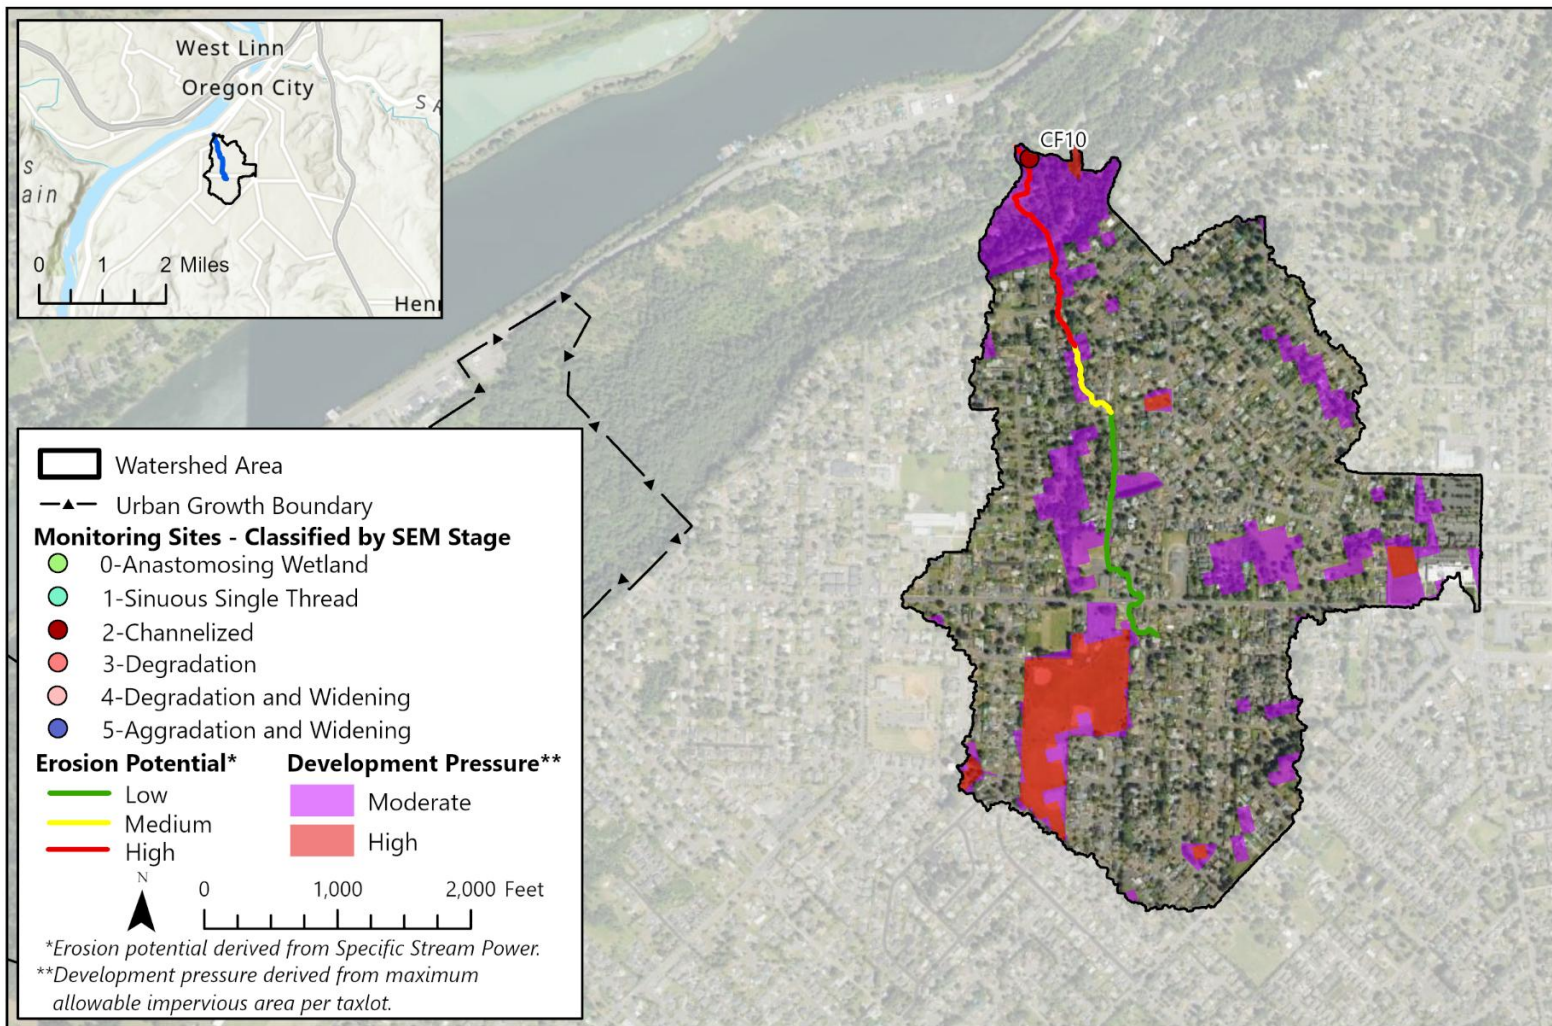 West Linn
Oregon City
S
s
ain
0 1 2 Miles
Hen
CF10
Watershed Area
Urban Growth Boundary
Monitoring Sites - Classified by SEM Stage
0-Anastomosing Wetland
1-Sinuous Single Thread
2-Channelized
3-Degradation
4-Degradation and Widening
5-Aggradation and Widening
Erosion Potential*
Low
Medium
High
Development Pressure**
Moderate
High
N
0 1,000 2,000 Feet
*Erosion potential derived from Specific Stream Power.
**Development pressure derived from maximum
allowable impervious area per taxlot.